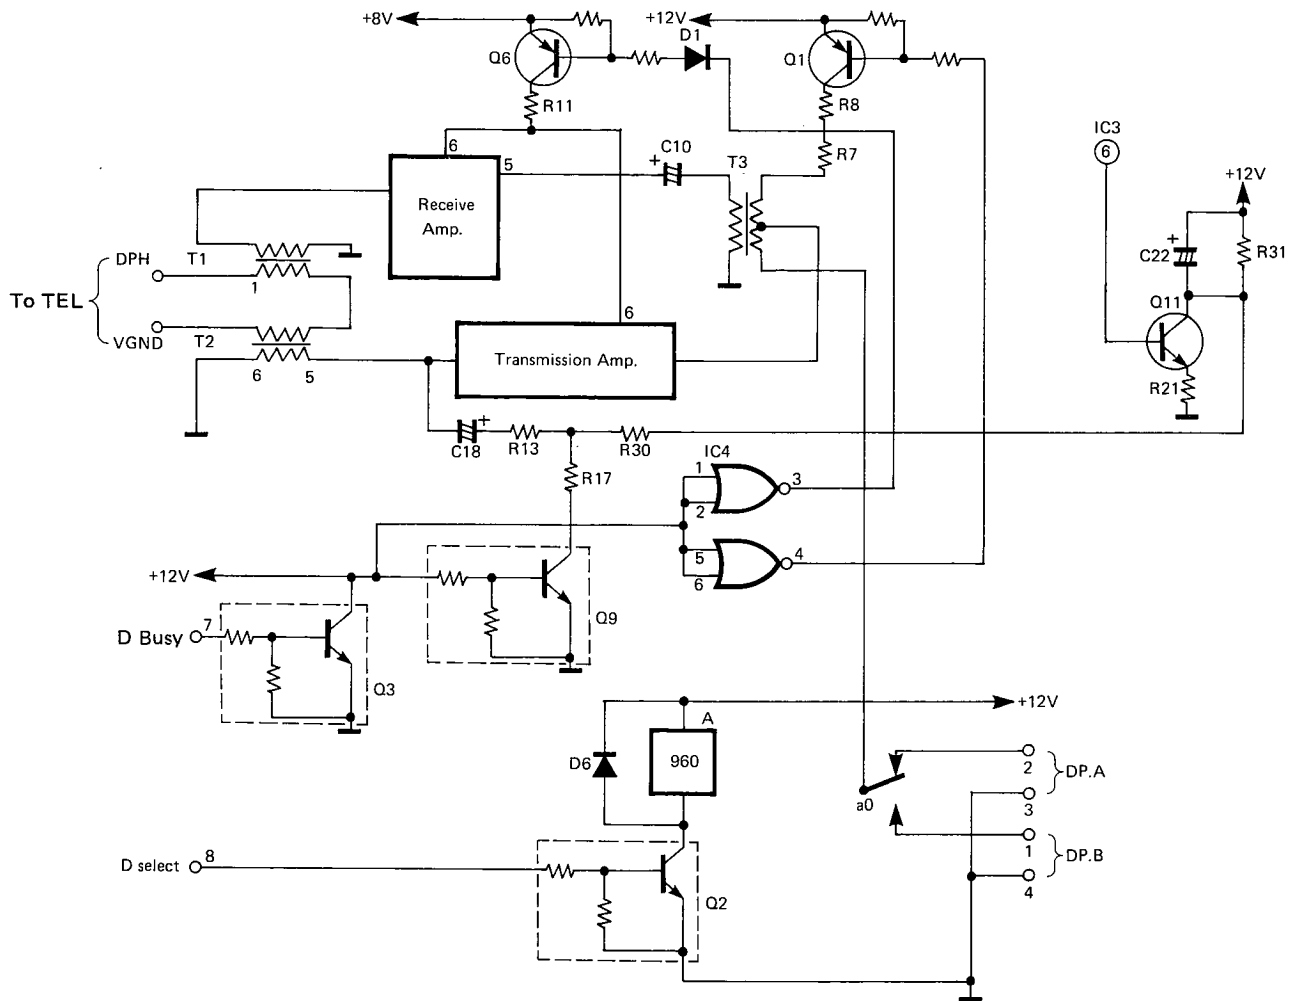 +8V
+12V
D1
Q6
Q1
R11
R8
IC3
6
6
5
C10
T3
R7
+
+12V
Receive
Amp.
+
R31
C22
DPH
T1
To TEL
1
Q11
6
VGND
T2
Transmission Amp.
6
5
R21
+
C18
R13
R30
IC4
1
3
R17
2
5
4
6
+12V
D Busy
7
Q9
Q3
+12V
A
D6
960
2
DP.A
a0
3
1
DP.B
D select
8
4
Q2